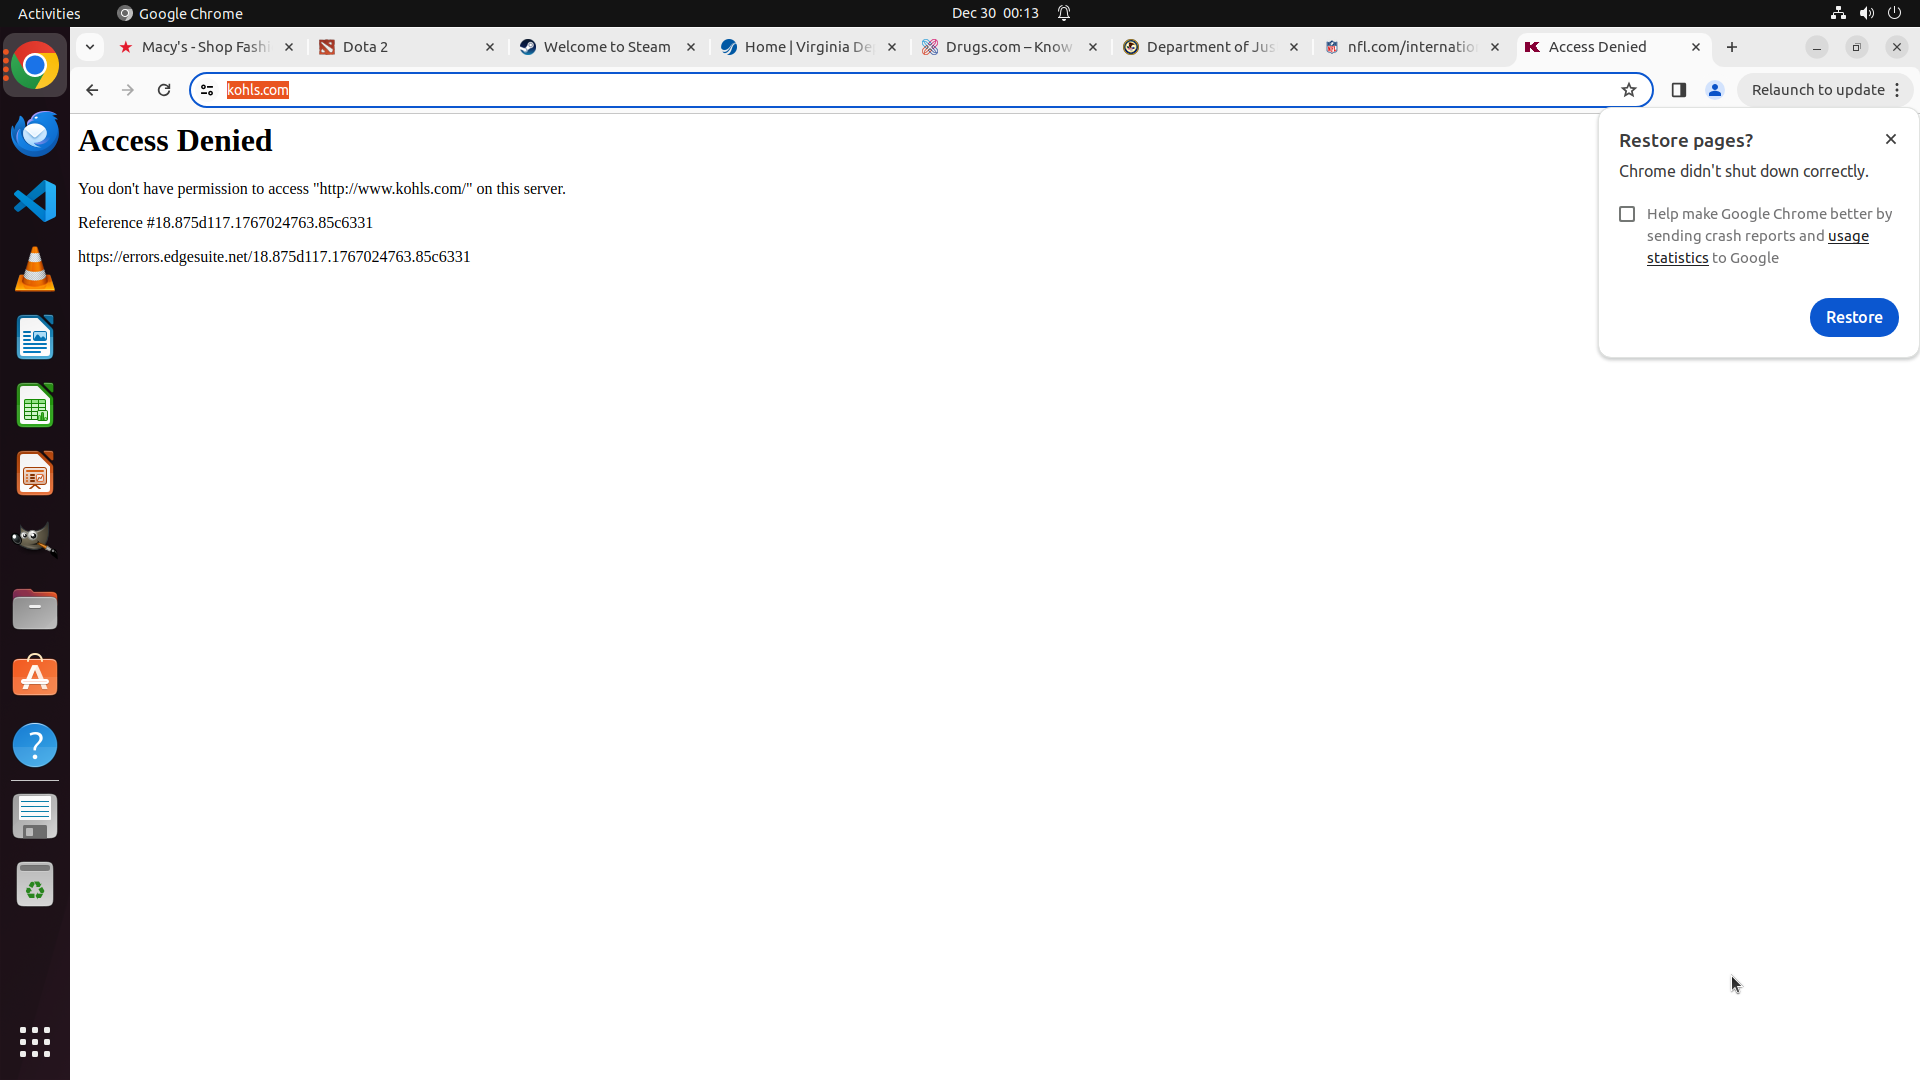 Activities
Google Chrome
Dec 30 00:13
Macy's - Shop Fashi
Dota 2
Welcome to Steam
Home | Virginia De
Drugs.com – Know
Department of Jus
nfl.com/internatio
Access Denied
kohls.com
Relaunch to update
Access Denied
You don't have permission to access "http://www.kohls.com/" on this server.
Reference #18.875d117.1767024763.85c6331
https://errors.edgesuite.net/18.875d117.1767024763.85c6331
Restore pages?
Chrome didn't shut down correctly.
Help make Google Chrome better by
sending crash reports and usage
statistics to Google
Restore